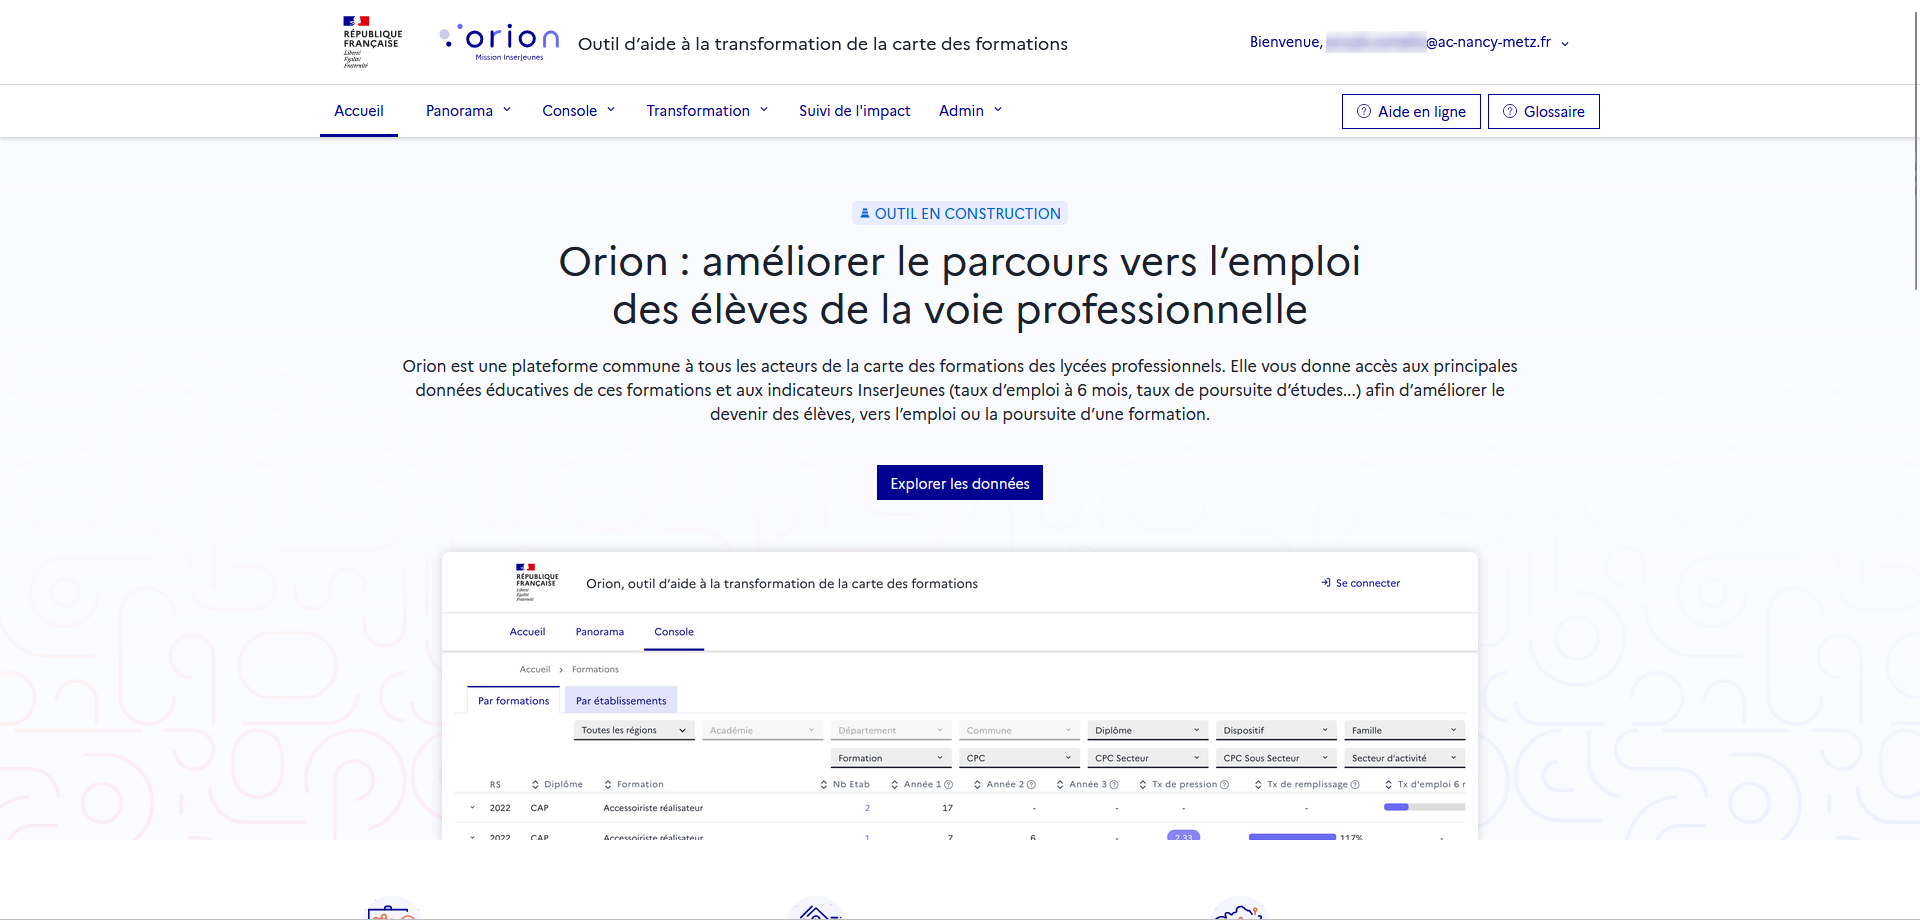 RÉPUBLIQUE
FRANÇAISE
Liberté
Égalité
Fraternité
orion
Mission InserJeunes
Outil d’aide à la transformation de la carte des formations
Bienvenue, @ac-nancy-metz.fr
Accueil Panorama Console Transformation Suivi de l'impact Admin
Aide en ligne Glossaire
OUTIL EN CONSTRUCTION
Orion : améliorer le parcours vers l’emploi
des élèves de la voie professionnelle
Orion est une plateforme commune à tous les acteurs de la carte des formations des lycées professionnels. Elle vous donne accès aux principales
données éducatives de ces formations et aux indicateurs InserJeunes (taux d’emploi à 6 mois, taux de poursuite d’études...) afin d’améliorer le
devenir des élèves, vers l’emploi ou la poursuite d’une formation.
Explorer les données
RÉPUBLIQUE
FRANÇAISE
Liberté
Égalité
Fraternité
Orion, outil d’aide à la transformation de la carte des formations
Se connecter
Accueil Panorama Console
Accueil > Formations
Par formations Par établissements
Toutes les régions Académie Département Commune Diplôme Dispositif Famille
Formation CPC CPC Secteur CPC Sous Secteur Secteur d’activité
RS Diplôme Formation Nb Etab Année 1 Année 2 Année 3 Tx de pression Tx de remplissage Tx d'emploi 6
2022 CAP Accessoiriste réalisateur 2 17 - - - -
2022 CAP Accessoiriste réalisateur 1 7 6 - 2.33 117% -